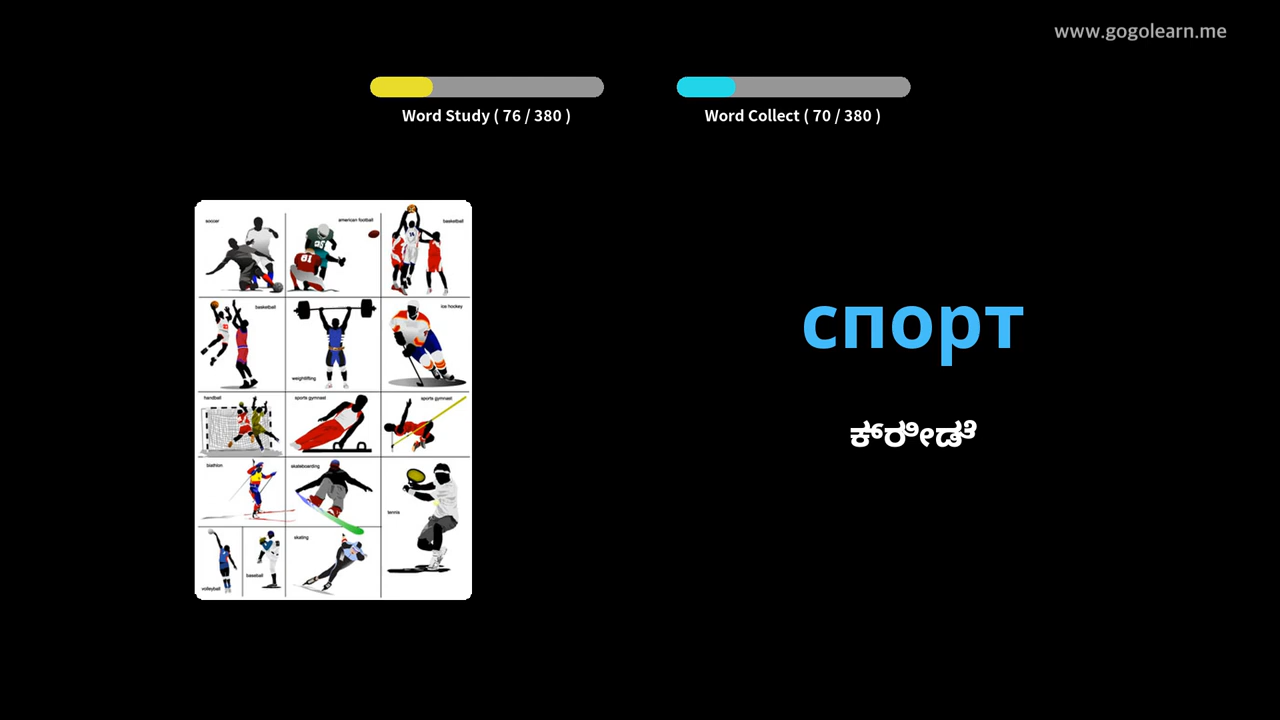 www.gogolearn.me
Word Study ( 76 / 380 )
Word Collect ( 70 / 380 )
soccer
american football
basketball
basketball
weightlifting
ice hockey
handball
sports gymnast
sports gymnast
biathlon
skateboarding
tennis
volleyball
baseball
skating
спорт
ಕ್ರೀಡೆ